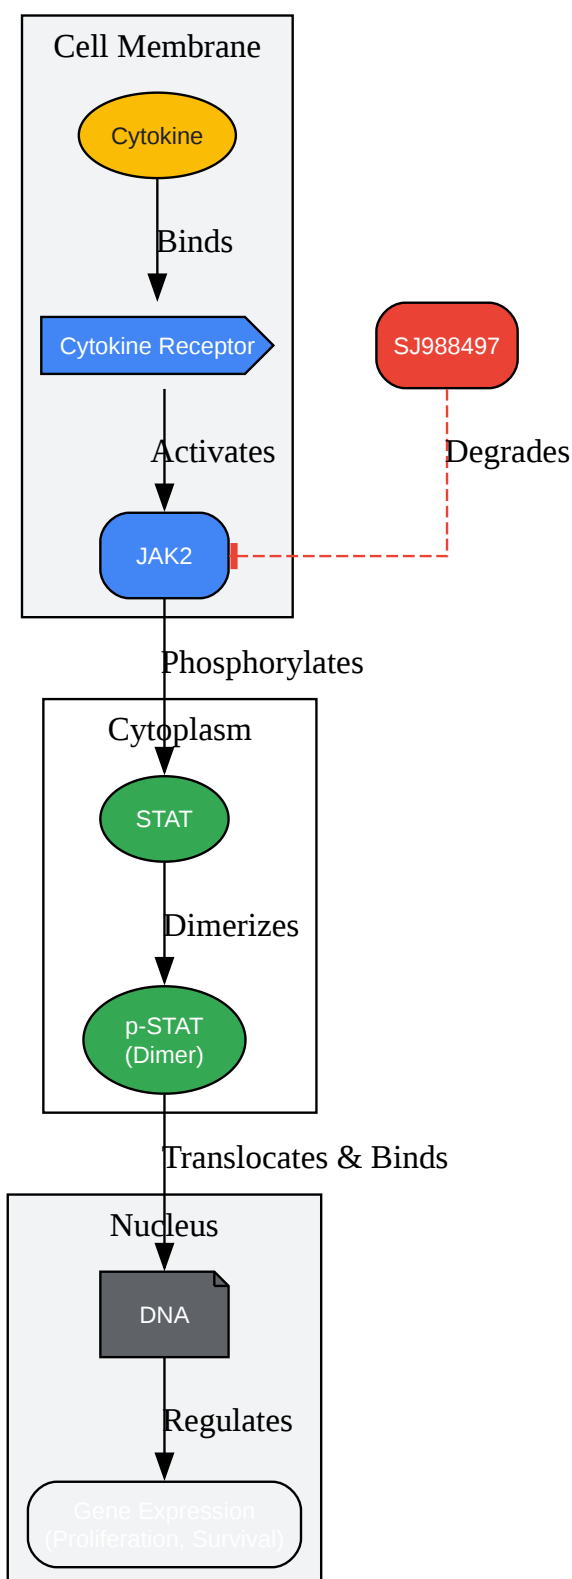 Cell Membrane
Cytokine
Binds
Cytokine Receptor
SJ988497
Activates
Degrades
JAK2
Phosphorylates
Cytoplasm
STAT
Dimerizes
p-STAT
(Dimer)
Translocates & Binds
Nucleus
DNA
Regulates
Gene Expression
(Proliferation, Survival)